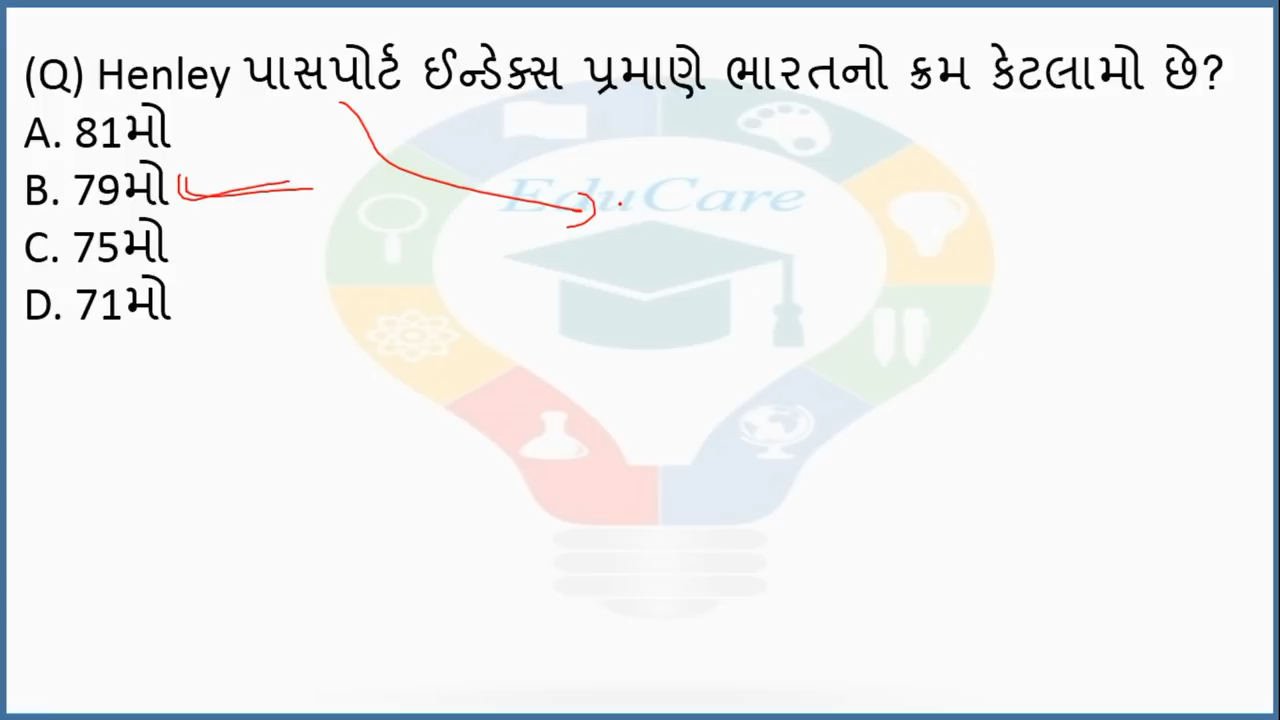 (Q) Henley પાસપોર્ટ ઈન્ડેક્સ પ્રમાણે ભારતનો ક્રમ કેટલામો છે?
A. 81મો
B. 79મો
C. 75મો
D. 71મો
EduCare